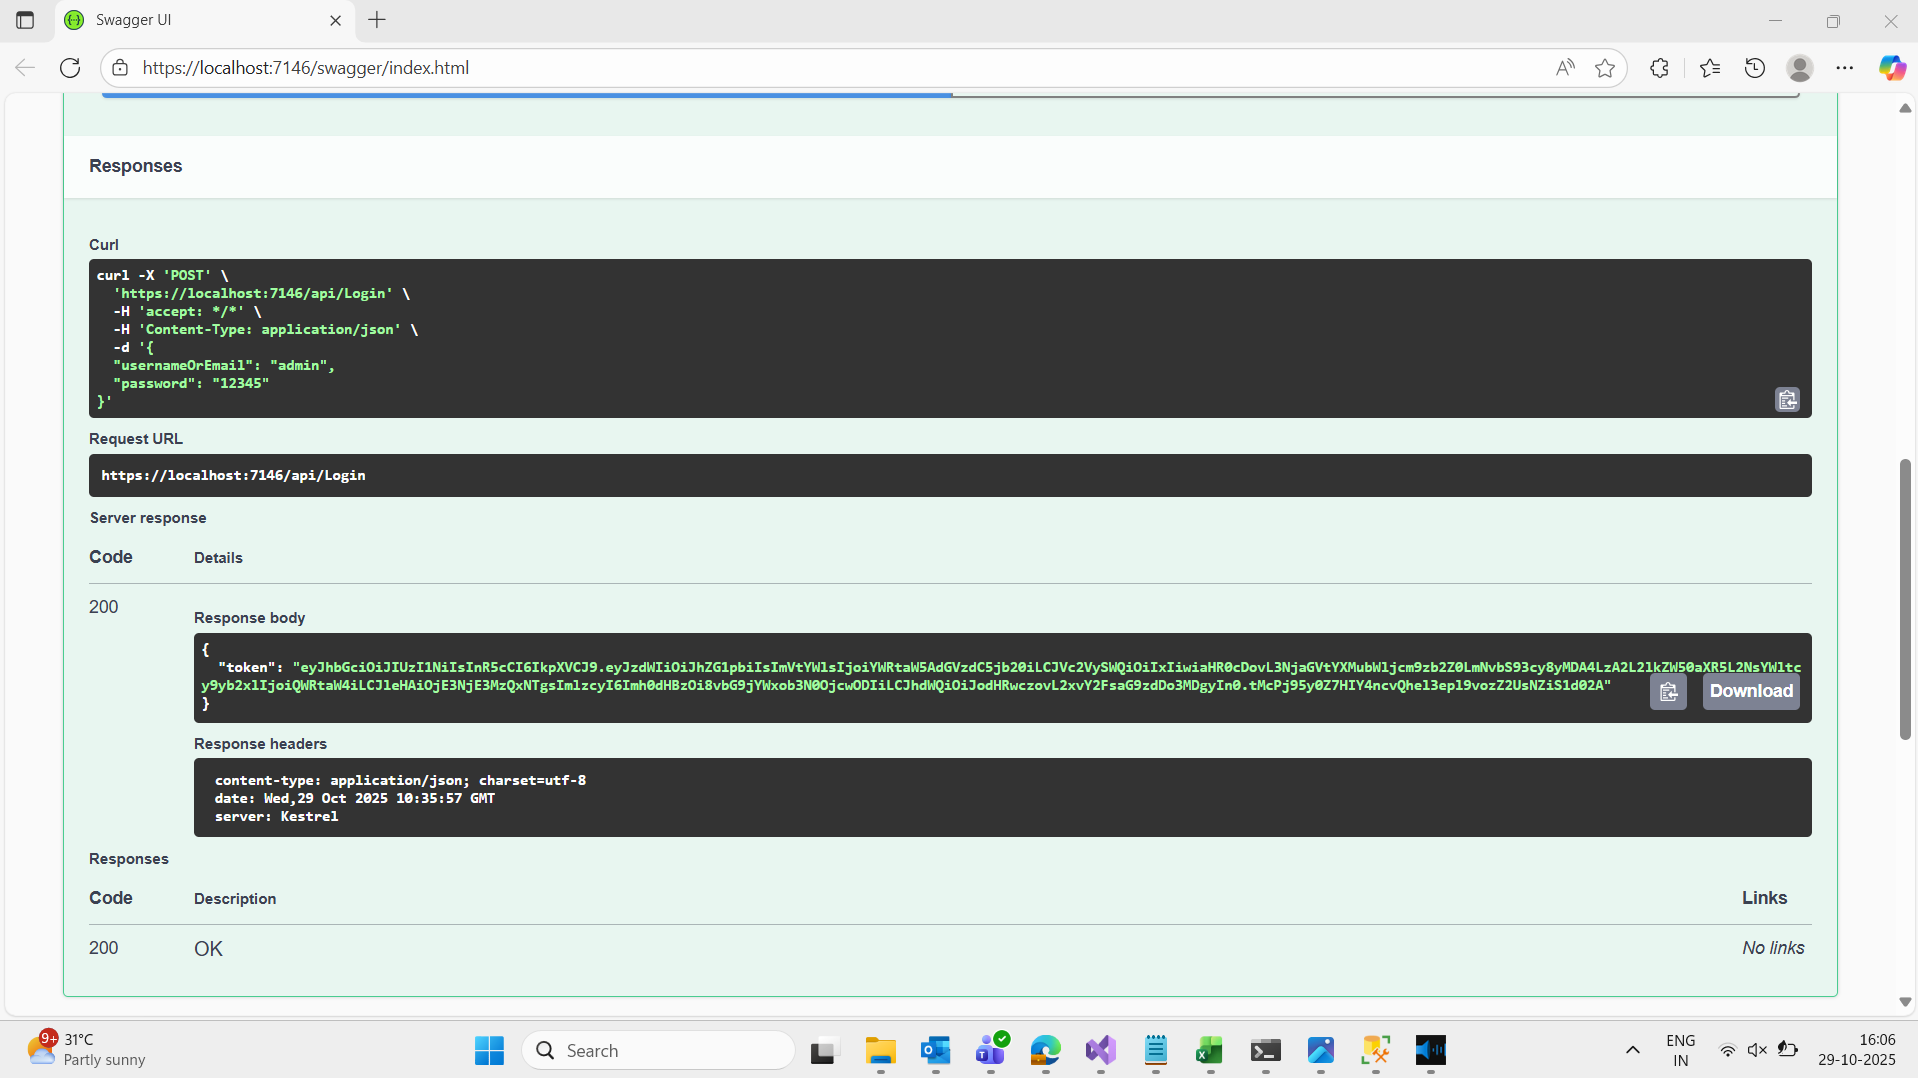 Swagger UI
https://localhost:7146/swagger/index.html
Responses
Curl
curl -X 'POST' \
'https://localhost:7146/api/Login' \
-H 'accept: */*' \
-H 'Content-Type: application/json' \
-d '{
"usernameOrEmail": "admin",
"password": "12345"
}'
Request URL
https://localhost:7146/api/Login
Server response
Code Details
200
Response body
{
"token": "eyJhbGciOiJIUzI1NiIsInR5cCI6IkpXVCJ9.eyJzdWIiOiJhZG1pbiIsImVtYWlsIjoiYWRtaW5AdGVzdC5jb20iLCJVc2VySWQiOiIxIiwiaHR0cDovL3NjaGVtYXMubWljcm9zb2Z0LmNvbS93cy8yMDA4LzA2L2lkZW50aXR5L2NsYWltc
y9yb2xlIjoiQWRtaW4iLCJleHAiOjE3NjE3MzQxNTgsImlzcyI6Imh0dHBzOi8vbG9jYWxob3N0OjcwODIiLCJhdWQiOiJodHRwczovL2xvY2FsaG9zdDo3MDgyIn0.tMcPj95y0Z7HIY4ncvQhel3epl9vozZ2UsNZiS1d02A"
}
Download
Response headers
content-type: application/json; charset=utf-8
date: Wed,29 Oct 2025 10:35:57 GMT
server: Kestrel
Responses
Code Description Links
200 OK No links
9+ 31°C
Partly sunny
Search
ENG
IN
16:06
29-10-2025